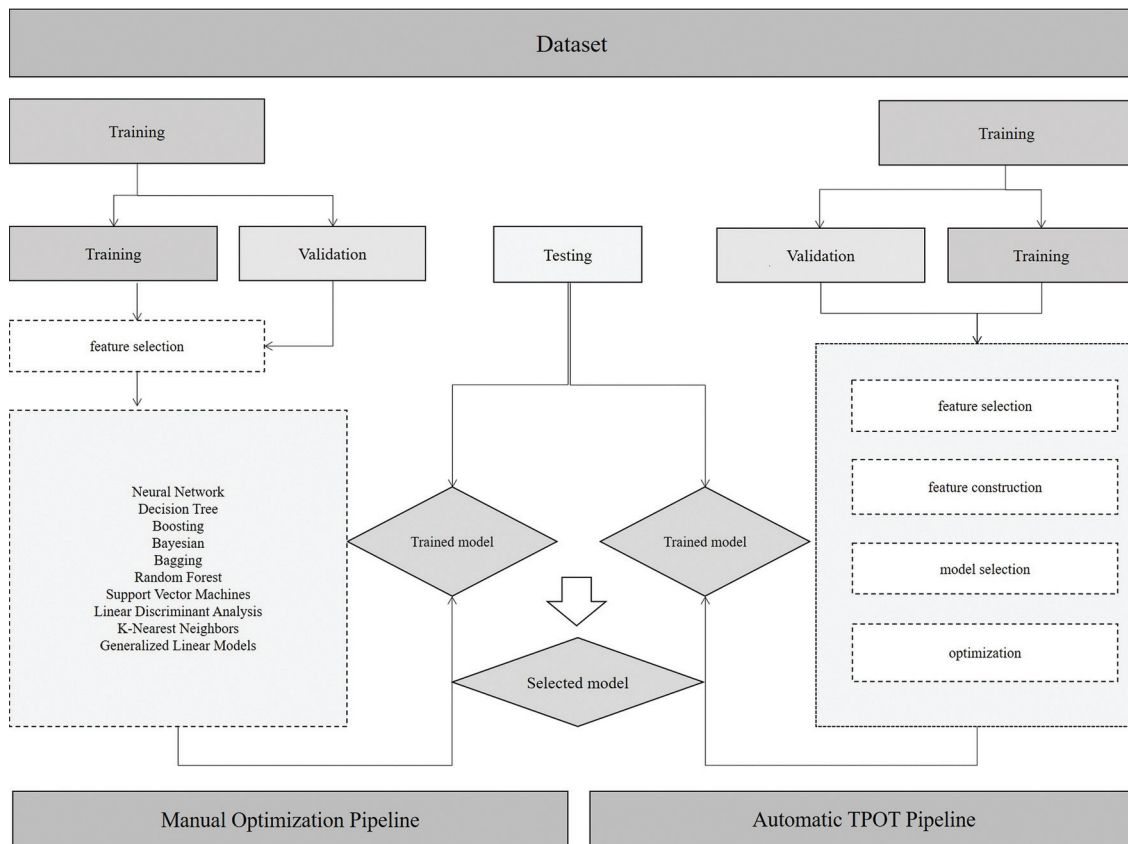 Dataset
Training
Training
Training
Validation
Testing
Validation
Training
feature selection
Neural Network
Decision Tree
Boosting
Bayesian
Bagging
Random Forest
Support Vector Machines
Linear Discriminant Analysis
K-Nearest Neighbors
Generalized Linear Models
Trained model
Trained model
Selected model
feature selection
feature construction
model selection
optimization
Manual Optimization Pipeline
Automatic TPOT Pipeline